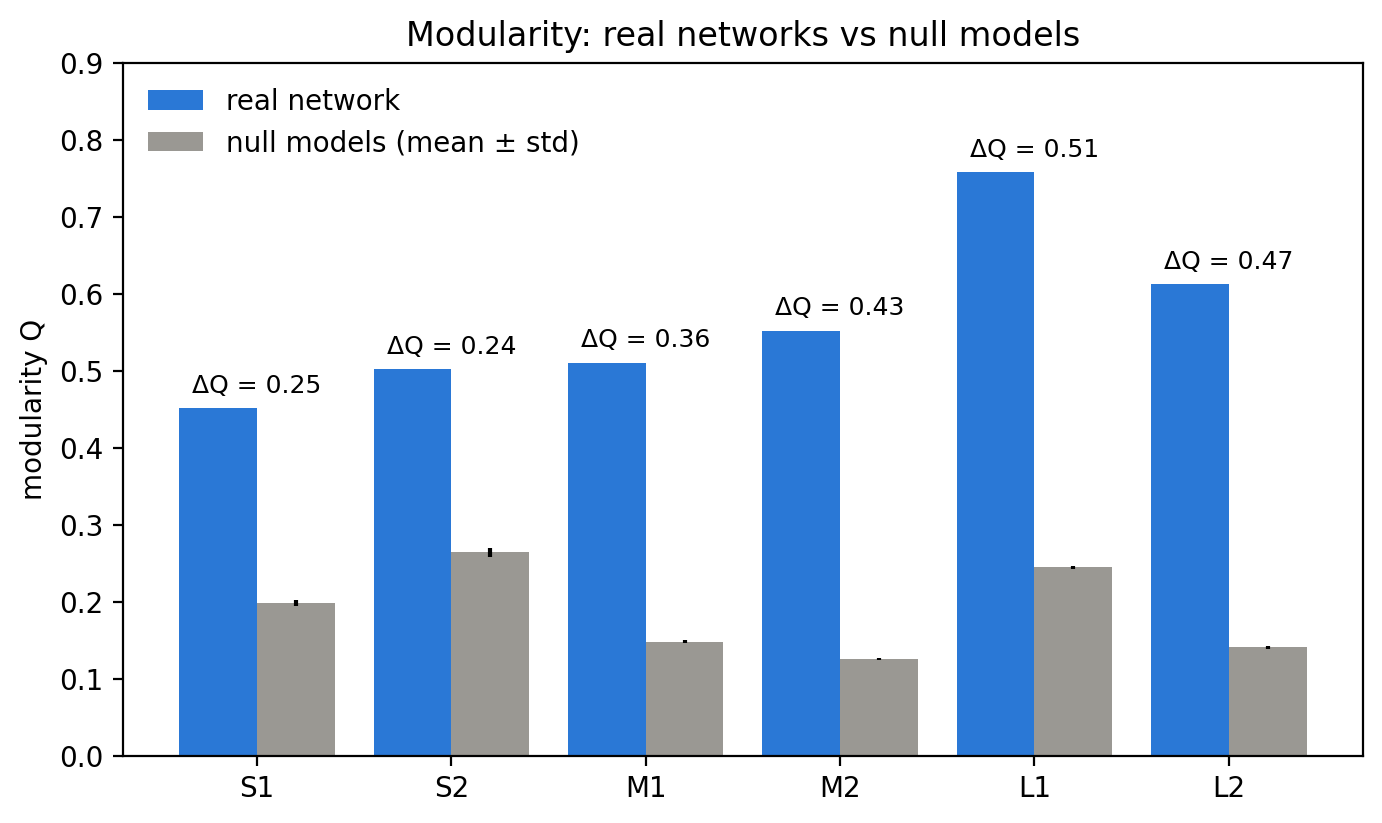 Modularity: real networks vs null models
real network
null models (mean ± std)
modularity Q
0.9
0.8
0.7
0.6
0.5
0.4
0.3
0.2
0.1
0.0
ΔQ = 0.25
ΔQ = 0.24
ΔQ = 0.36
ΔQ = 0.43
ΔQ = 0.51
ΔQ = 0.47
S1
S2
M1
M2
L1
L2